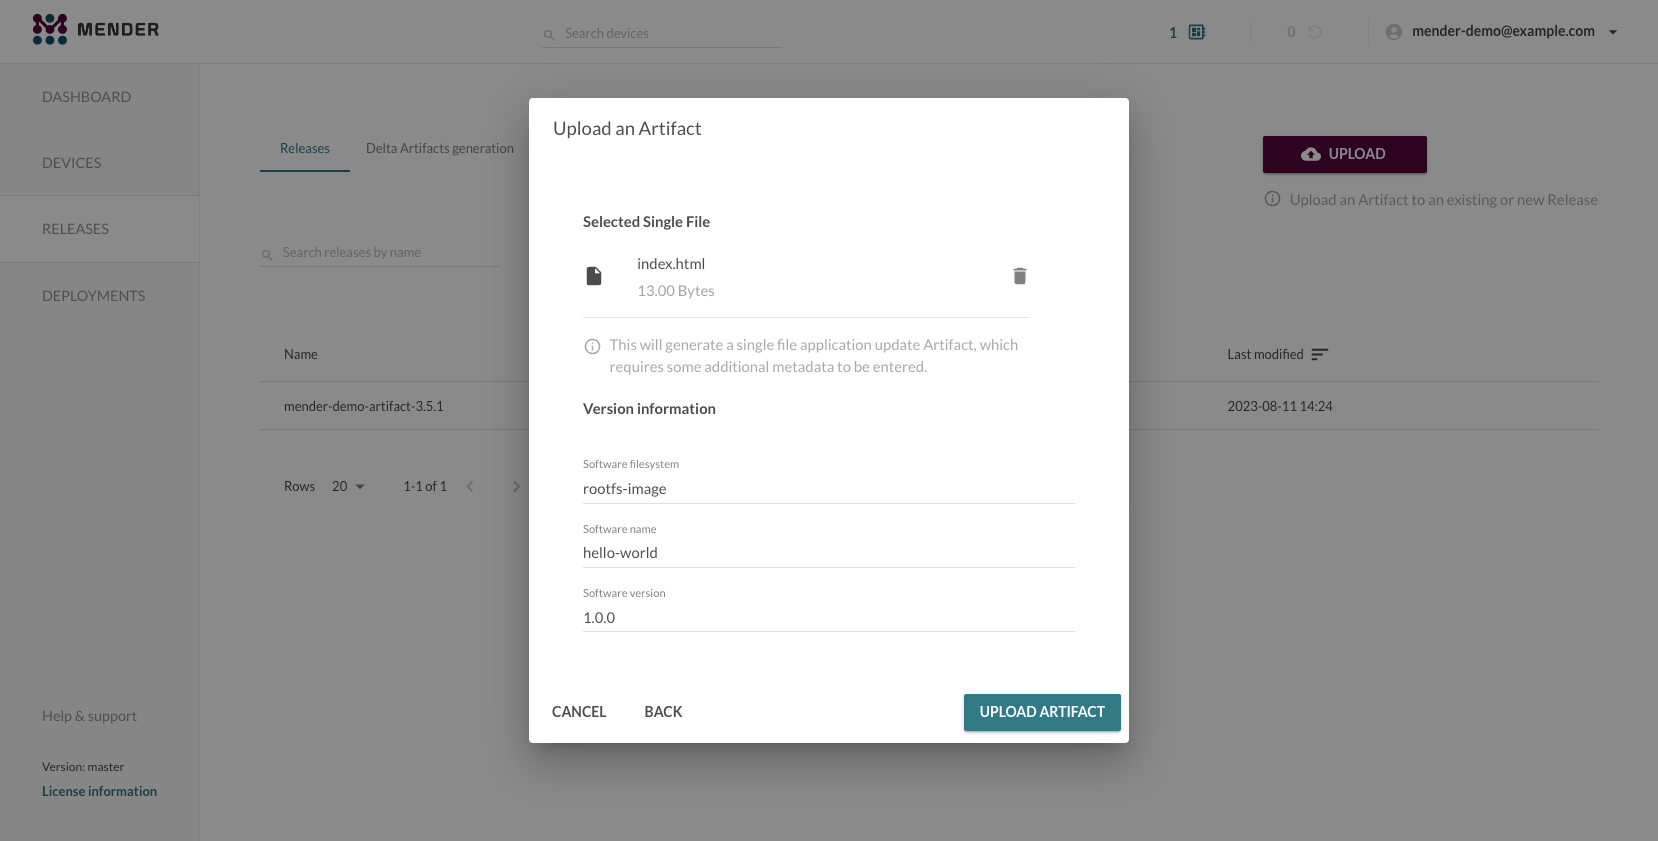 MENDER
Search devices
1
0
mender-demo@example.com
DASHBOARD
DEVICES
RELEASES
DEPLOYMENTS
Help & support
Version: master
License information
Releases
Delta Artifacts generation
UPLOAD
Upload an Artifact to an existing or new Release
Search releases by name
Name
Last modified
mender-demo-artifact-3.5.1
2023-08-11 14:24
Rows 20 1-1 of 1
Upload an Artifact
Selected Single File
index.html
13.00 Bytes
This will generate a single file application update Artifact, which
requires some additional metadata to be entered.
Version information
Software filesystem
rootfs-image
Software name
hello-world
Software version
1.0.0
CANCEL
BACK
UPLOAD ARTIFACT